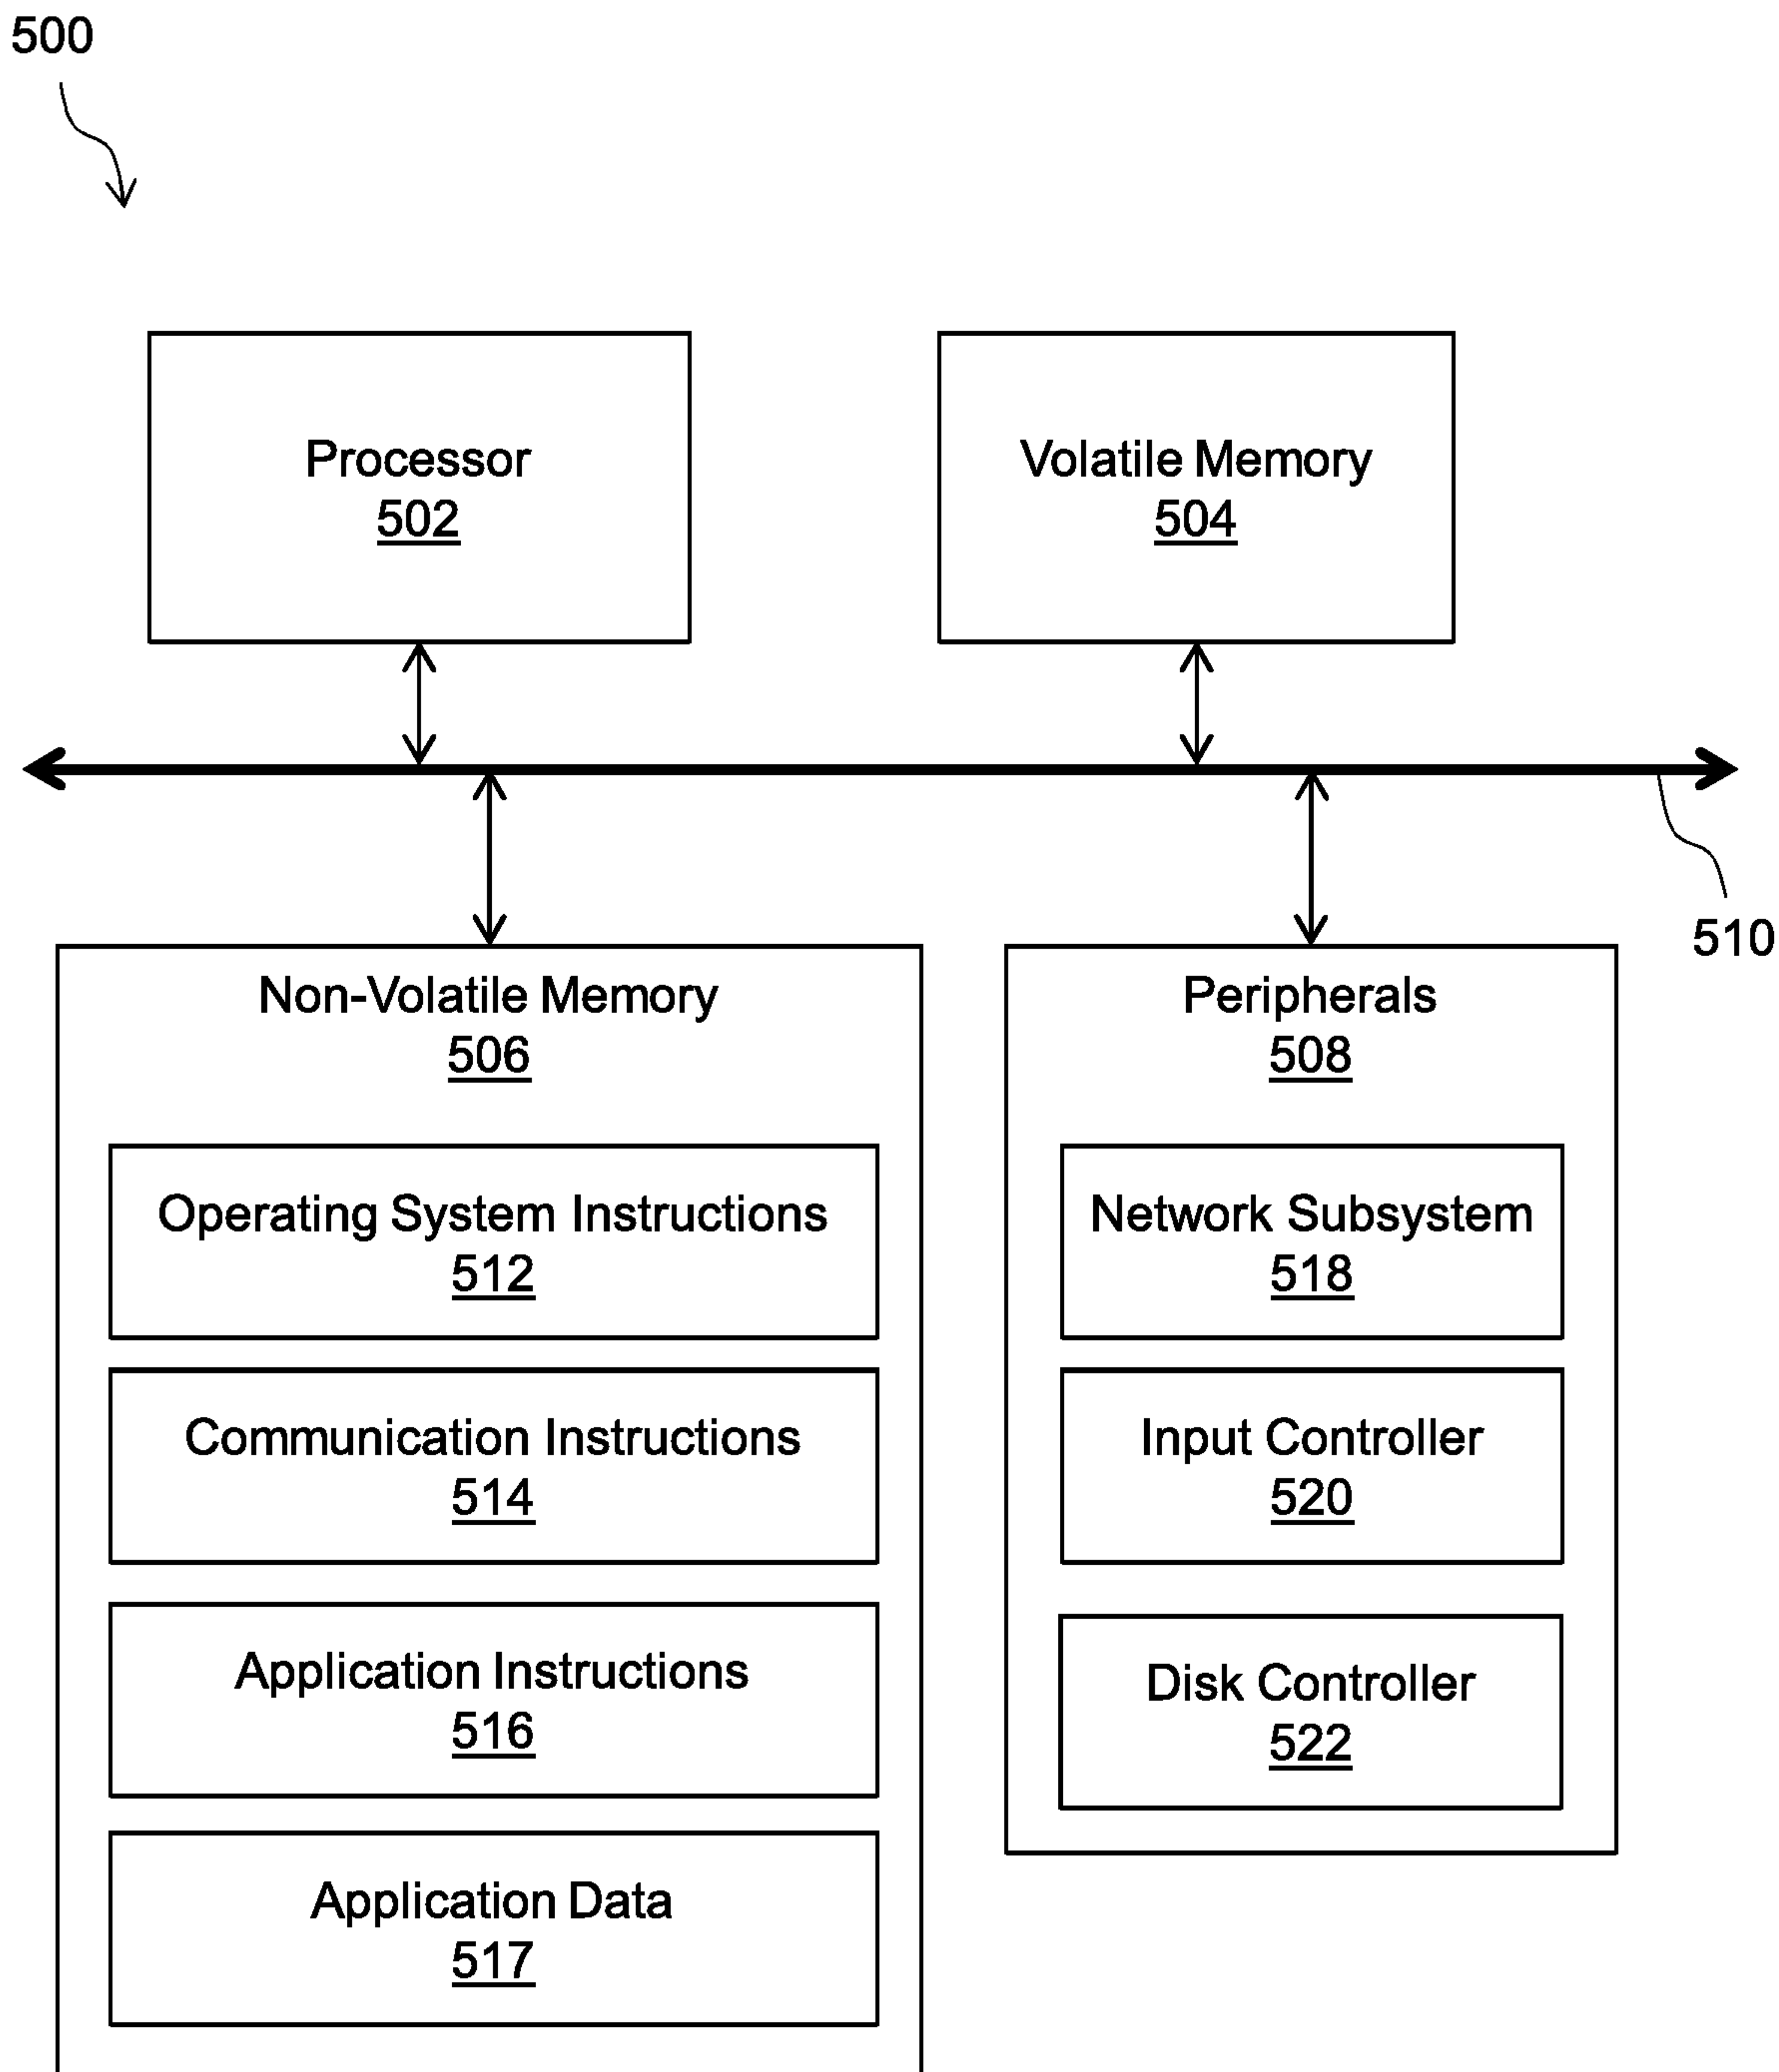 500
Processor
502
Volatile Memory
504
510
Non-Volatile Memory
506
Operating System Instructions
512
Communication Instructions
514
Application Instructions
516
Application Data
517
Peripherals
508
Network Subsystem
518
Input Controller
520
Disk Controller
522